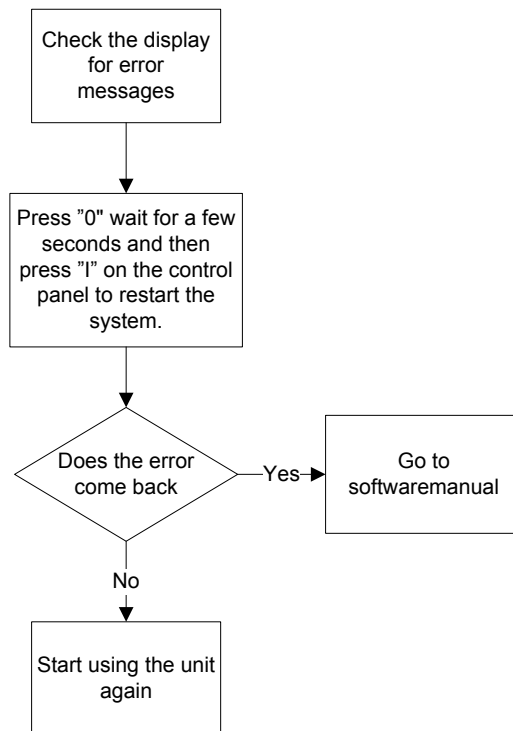 Check the display
for error
messages
Press ”0" wait for a few
seconds and then
press ”I” on the control
panel to restart the
system.
Does the error
come back
Yes
Go to
softwaremanual
No
Start using the unit
again